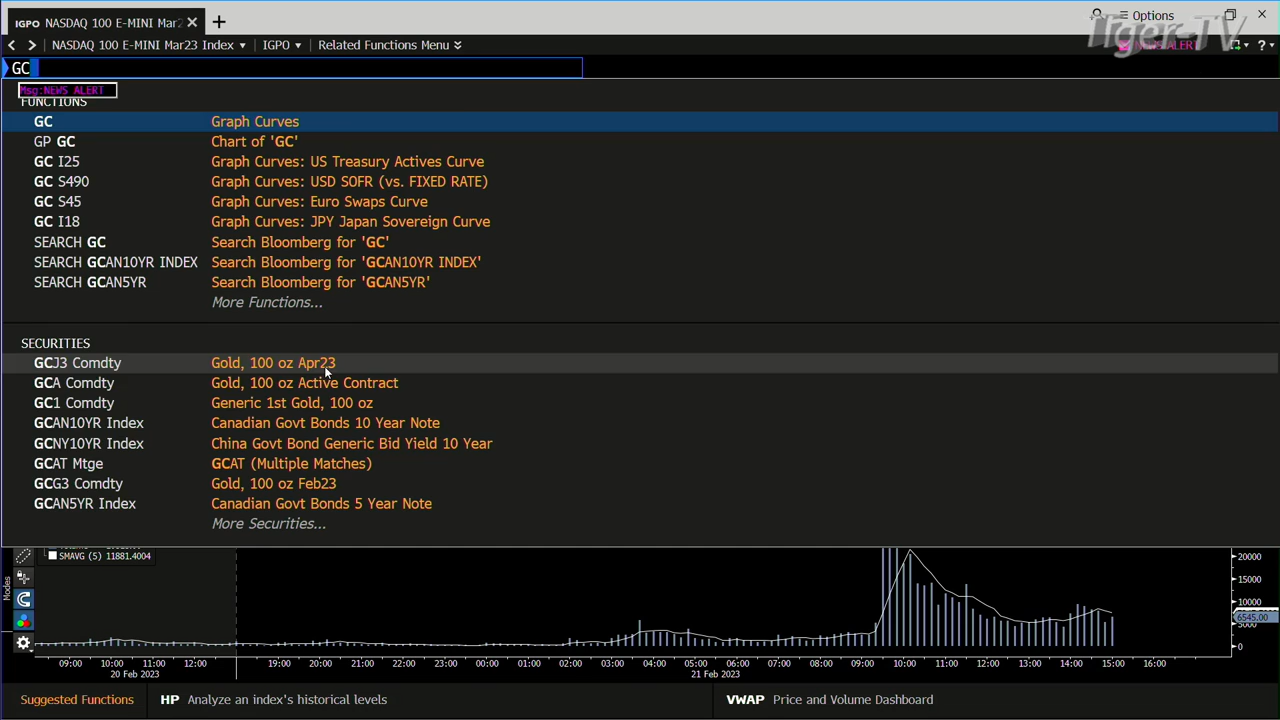 IGPO NASDAQ 100 E-MINI Mar2
Options
NASDAQ 100 E-MINI Mar23 Index IGPO Related Functions Menu
NEWS ALERT
Tiger-TV
GC
Msg:NEWS ALERT
FUNCTIONS
GC Graph Curves
GP GC Chart of 'GC'
GC I25 Graph Curves: US Treasury Actives Curve
GC S490 Graph Curves: USD SOFR (vs. FIXED RATE)
GC S45 Graph Curves: Euro Swaps Curve
GC I18 Graph Curves: JPY Japan Sovereign Curve
SEARCH GC Search Bloomberg for 'GC'
SEARCH GCAN10YR INDEX Search Bloomberg for 'GCAN10YR INDEX'
SEARCH GCAN5YR Search Bloomberg for 'GCAN5YR'
More Functions...
SECURITIES
GCJ3 Comdty Gold, 100 oz Apr23
GCA Comdty Gold, 100 oz Active Contract
GC1 Comdty Generic 1st Gold, 100 oz
GCAN10YR Index Canadian Govt Bonds 10 Year Note
GCNY10YR Index China Govt Bond Generic Bid Yield 10 Year
GCAT Mtge GCAT (Multiple Matches)
GCG3 Comdty Gold, 100 oz Feb23
GCAN5YR Index Canadian Govt Bonds 5 Year Note
More Securities...
SMAVG (5) 11881.4004
20000
15000
10000
6545.00
5000
0
Modes
09:00 10:00 11:00 12:00 19:00 20:00 21:00 22:00 23:00 00:00 01:00 02:00 03:00 04:00 05:00 06:00 07:00 08:00 09:00 10:00 11:00 12:00 13:00 14:00 15:00 16:00
20 Feb 2023 21 Feb 2023
Suggested Functions HP Analyze an index's historical levels VWAP Price and Volume Dashboard